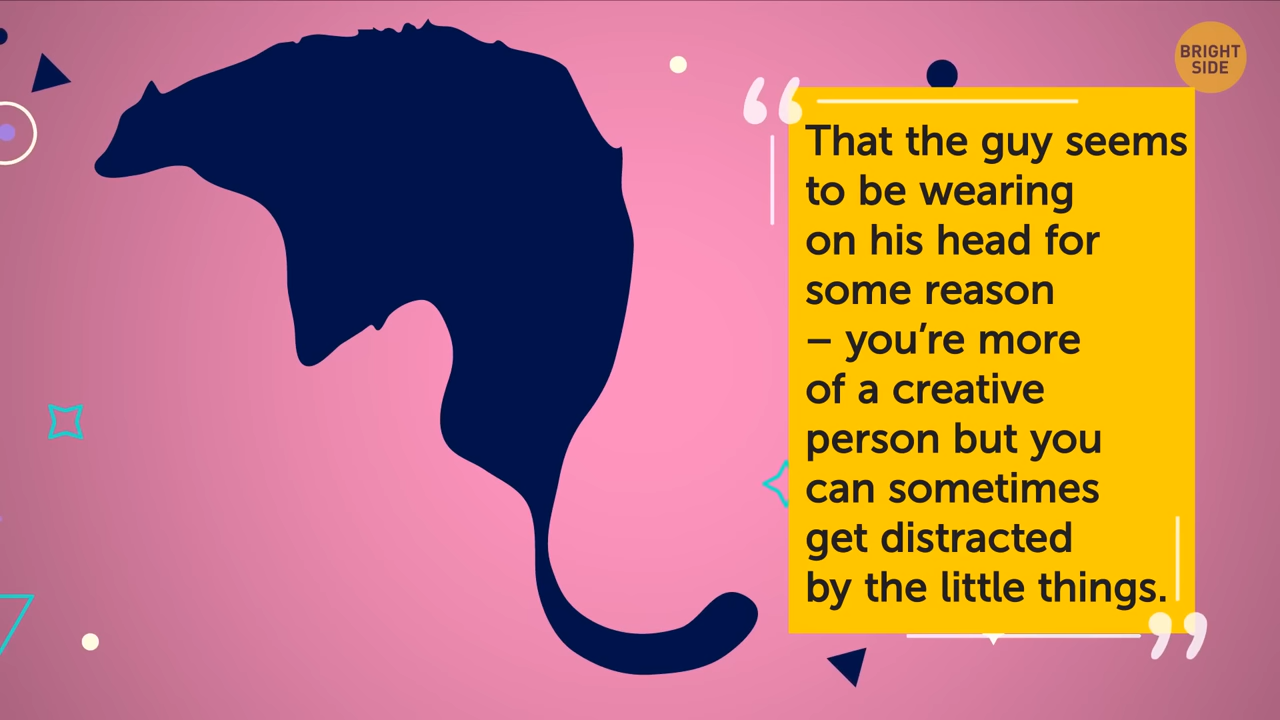 BRIGHT
SIDE
That the guy seems
to be wearing
on his head for
some reason
– you’re more
of a creative
person but you
can sometimes
get distracted
by the little things.